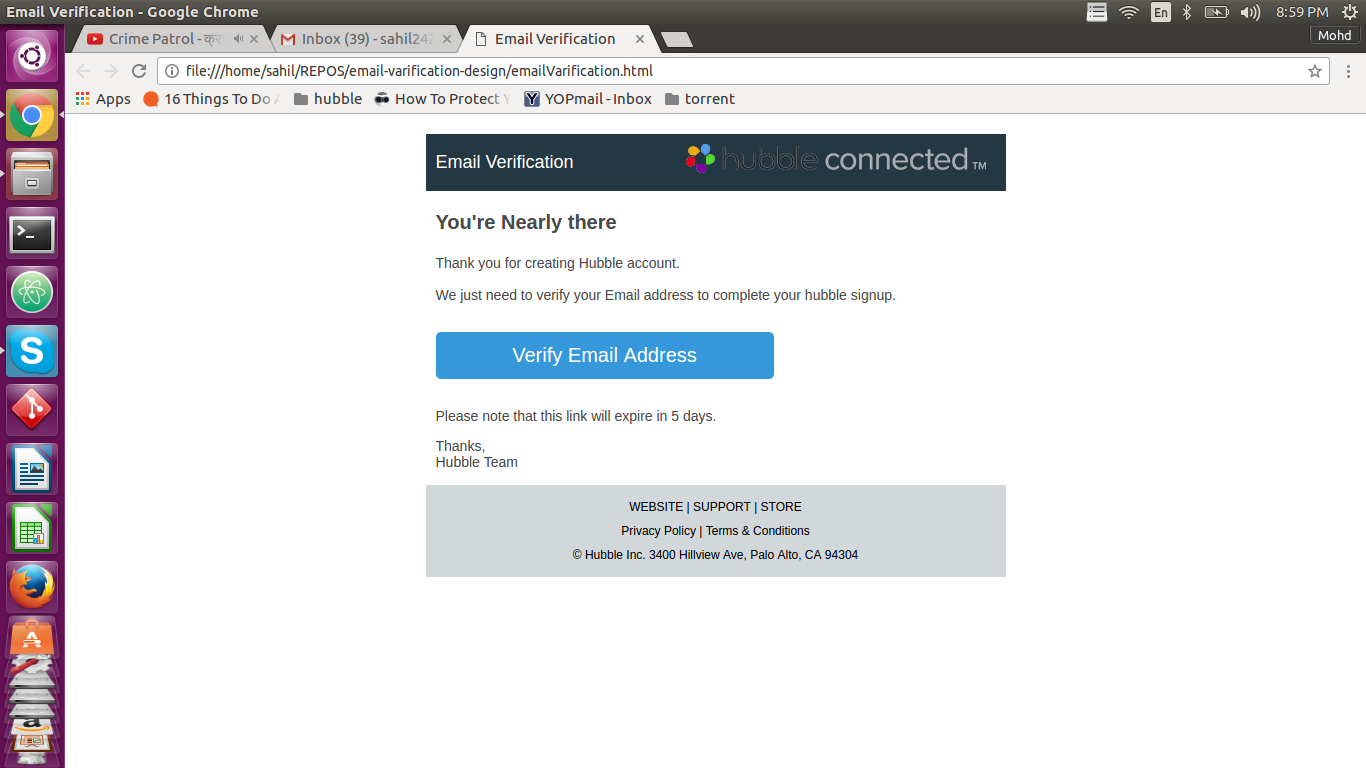 Email Verification - Google Chrome
En
8:59 PM
Crime Patrol - क्रा
Inbox (39) - sahil242
Email Verification
Mohd
file:///home/sahil/REPOS/email-varification-design/emailVarification.html
Apps
16 Things To Do
hubble
How To Protect
YOPmail - Inbox
torrent
Email Verification
hubble connected TM
You're Nearly there
Thank you for creating Hubble account.
We just need to verify your Email address to complete your hubble signup.
Verify Email Address
Please note that this link will expire in 5 days.
Thanks,
Hubble Team
WEBSITE | SUPPORT | STORE
Privacy Policy | Terms & Conditions
© Hubble Inc. 3400 Hillview Ave, Palo Alto, CA 94304